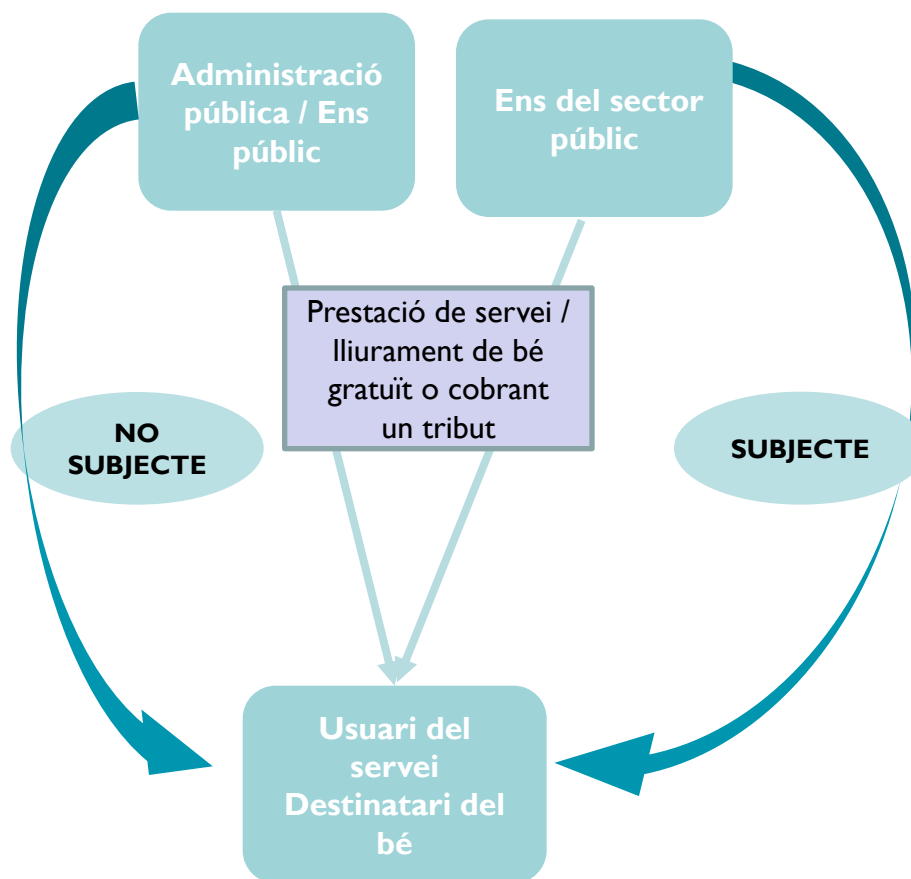 Administració
pública / Ens
públic
Ens del sector
públic
Prestació de servei /
lliurament de bé
gratuït o cobrant
un tribut
NO
SUBJECTE
SUBJECTE
Usuari del
servei
Destinatari del
bé